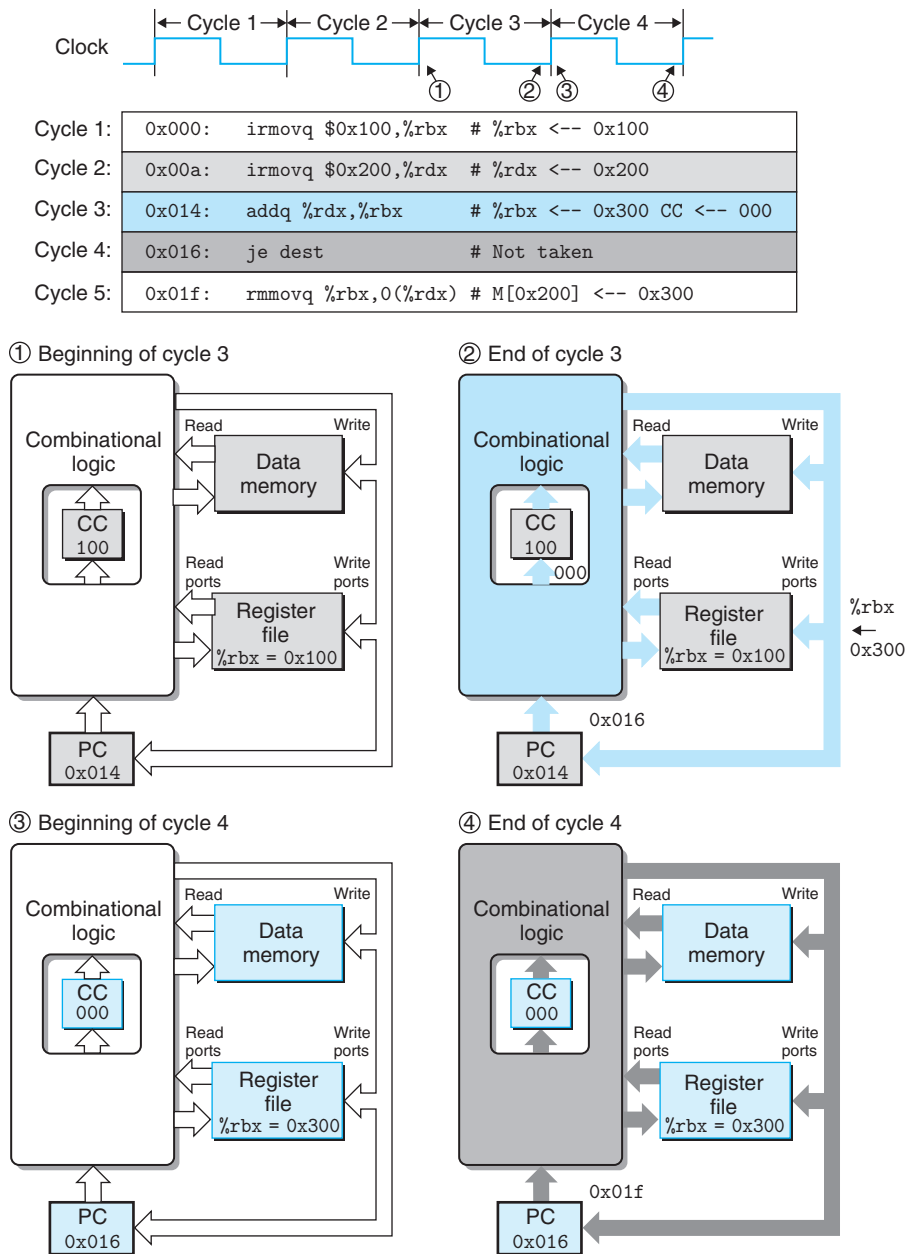 Cycle 1 Cycle 2 Cycle 3 Cycle 4
Clock
① ② ③ ④
Cycle 1: 0x000: irmovq $0x100,%rbx # %rbx <-- 0x100
Cycle 2: 0x00a: irmovq $0x200,%rdx # %rdx <-- 0x200
Cycle 3: 0x014: addq %rdx,%rbx # %rbx <-- 0x300 CC <-- 000
Cycle 4: 0x016: je dest # Not taken
Cycle 5: 0x01f: rmmovq %rbx,0(%rdx) # M[0x200] <-- 0x300
① Beginning of cycle 3
Combinational
logic
CC
100
Read
Write
Data
memory
Read
ports
Write
ports
Register
file
%rbx = 0x100
PC
0x014
② End of cycle 3
Combinational
logic
CC
100
000
Read
Write
Data
memory
Read
ports
Write
ports
Register
file
%rbx = 0x100
%rbx
0x300
0x016
PC
0x014
③ Beginning of cycle 4
Combinational
logic
CC
000
Read
Write
Data
memory
Read
ports
Write
ports
Register
file
%rbx = 0x300
PC
0x016
④ End of cycle 4
Combinational
logic
CC
000
Read
Write
Data
memory
Read
ports
Write
ports
Register
file
%rbx = 0x300
0x01f
PC
0x016